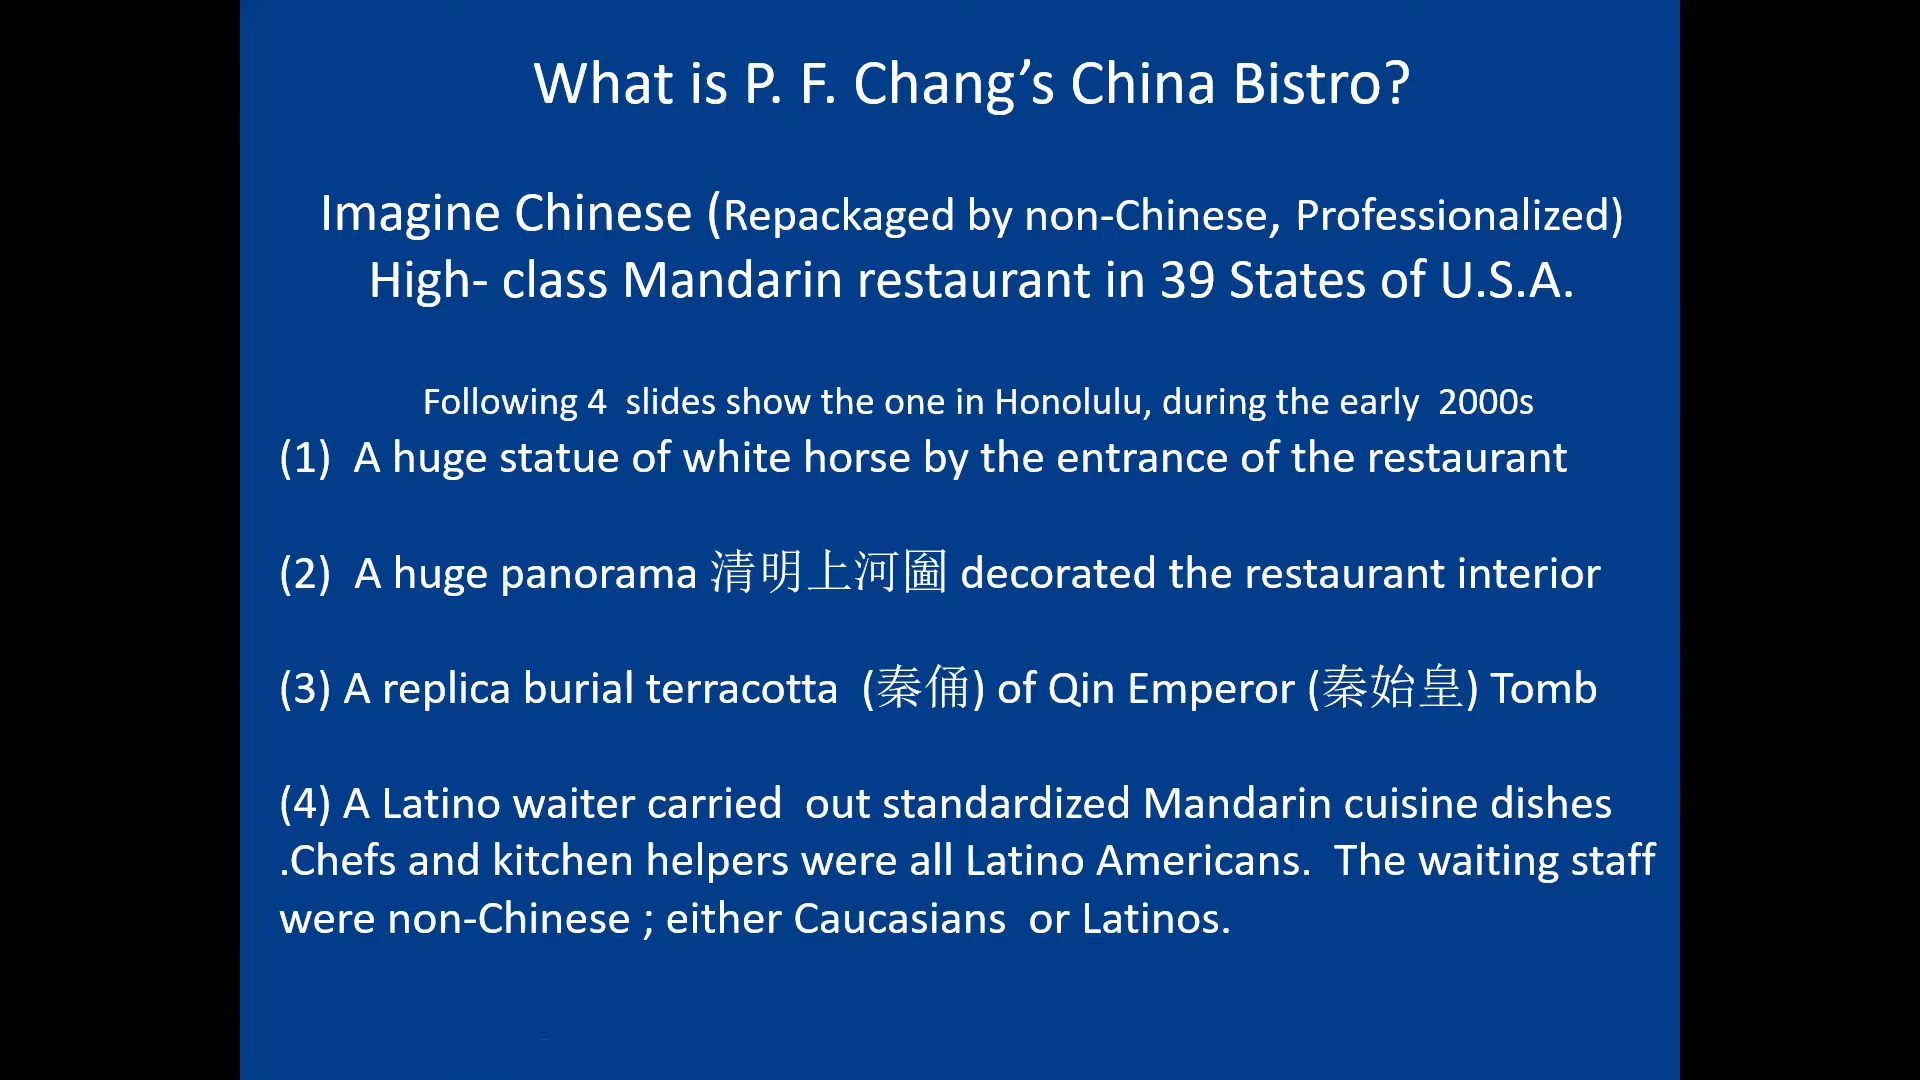 What is P. F. Chang’s China Bistro?
Imagine Chinese (Repackaged by non-Chinese, Professionalized)
High- class Mandarin restaurant in 39 States of U.S.A.
Following 4  slides show the one in Honolulu, during the early  2000s
(1)  A huge statue of white horse by the entrance of the restaurant
(2)  A huge panorama 清明上河圖 decorated the restaurant interior
(3) A replica burial terracotta  (秦俑) of Qin Emperor (秦始皇) Tomb
(4) A Latino waiter carried  out standardized Mandarin cuisine dishes
.Chefs and kitchen helpers were all Latino Americans.  The waiting staff
were non-Chinese ; either Caucasians  or Latinos.